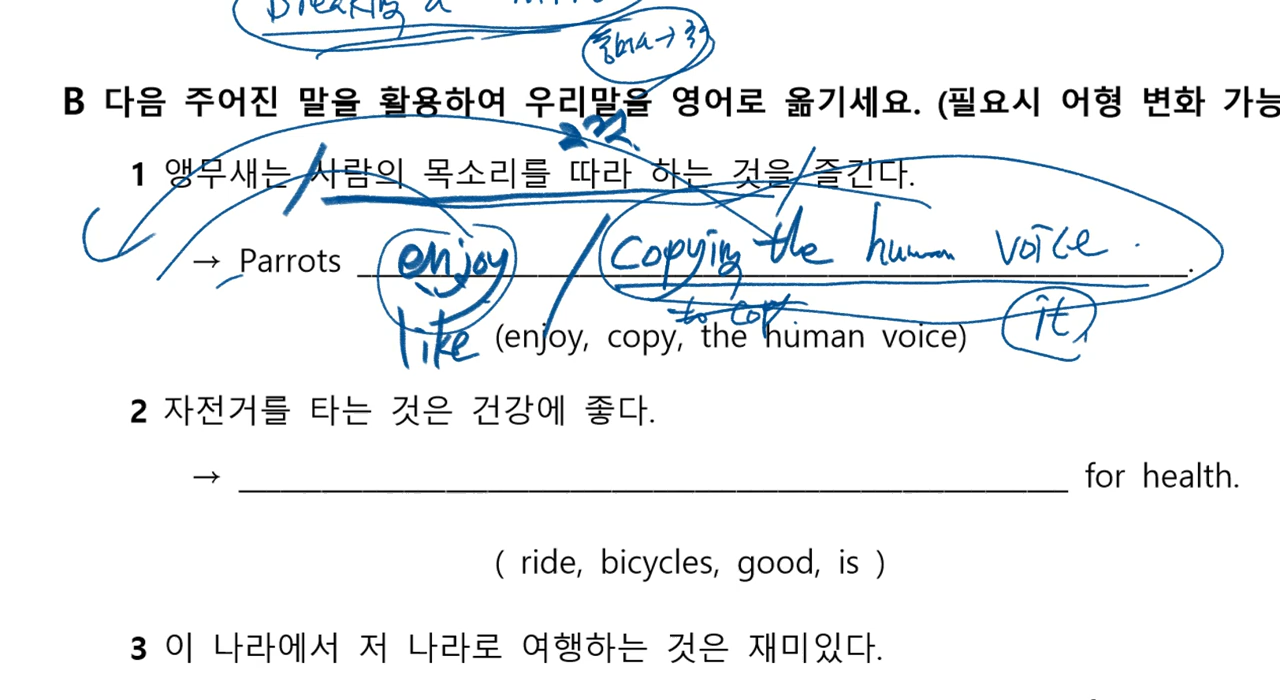 Breaking a
B 다음 주어진 말을 활용하여 우리말을 영어로 옮기세요. (필요시 어형 변화 가능
1 앵무새는 사람의 목소리를 따라 하는 것을 즐긴다.
→ Parrots enjoy copying the human voice.
to cop it
like (enjoy, copy, the human voice)
2 자전거를 타는 것은 건강에 좋다.
→ for health.
( ride, bicycles, good, is )
3 이 나라에서 저 나라로 여행하는 것은 재미있다.